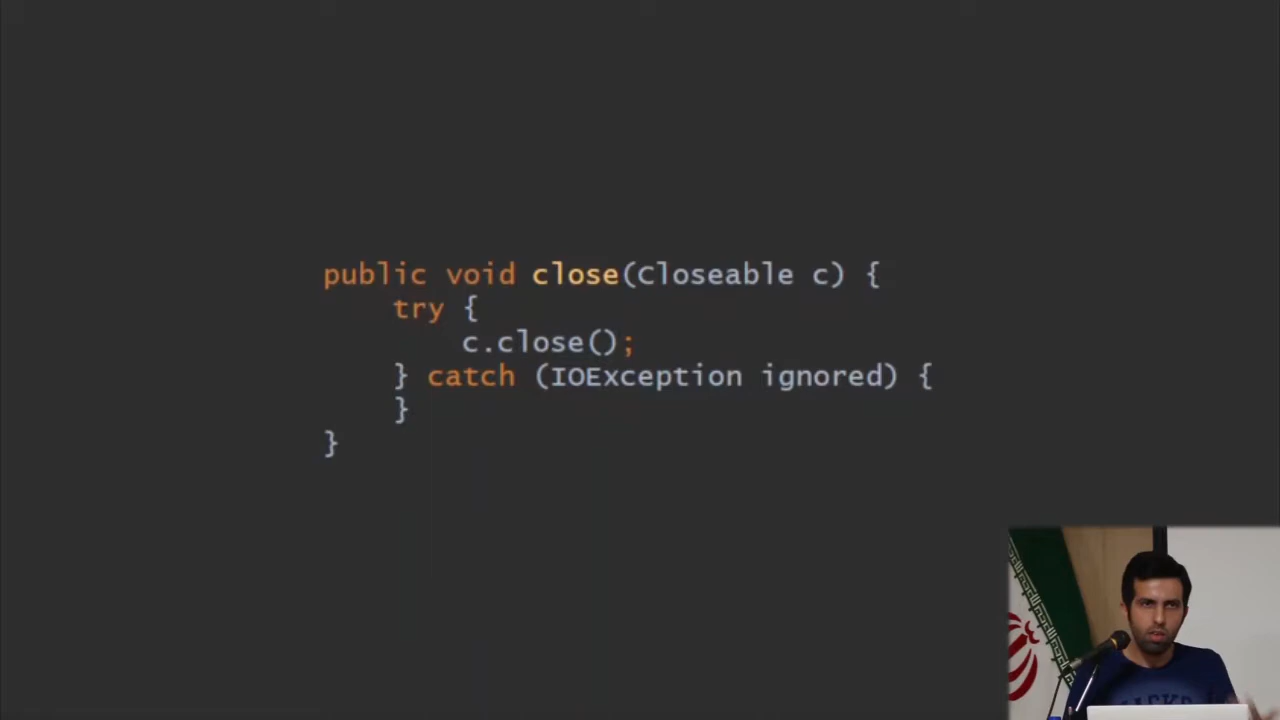 public void close(Closeable c) {
try {
c.close();
} catch (IOException ignored) {
}
}